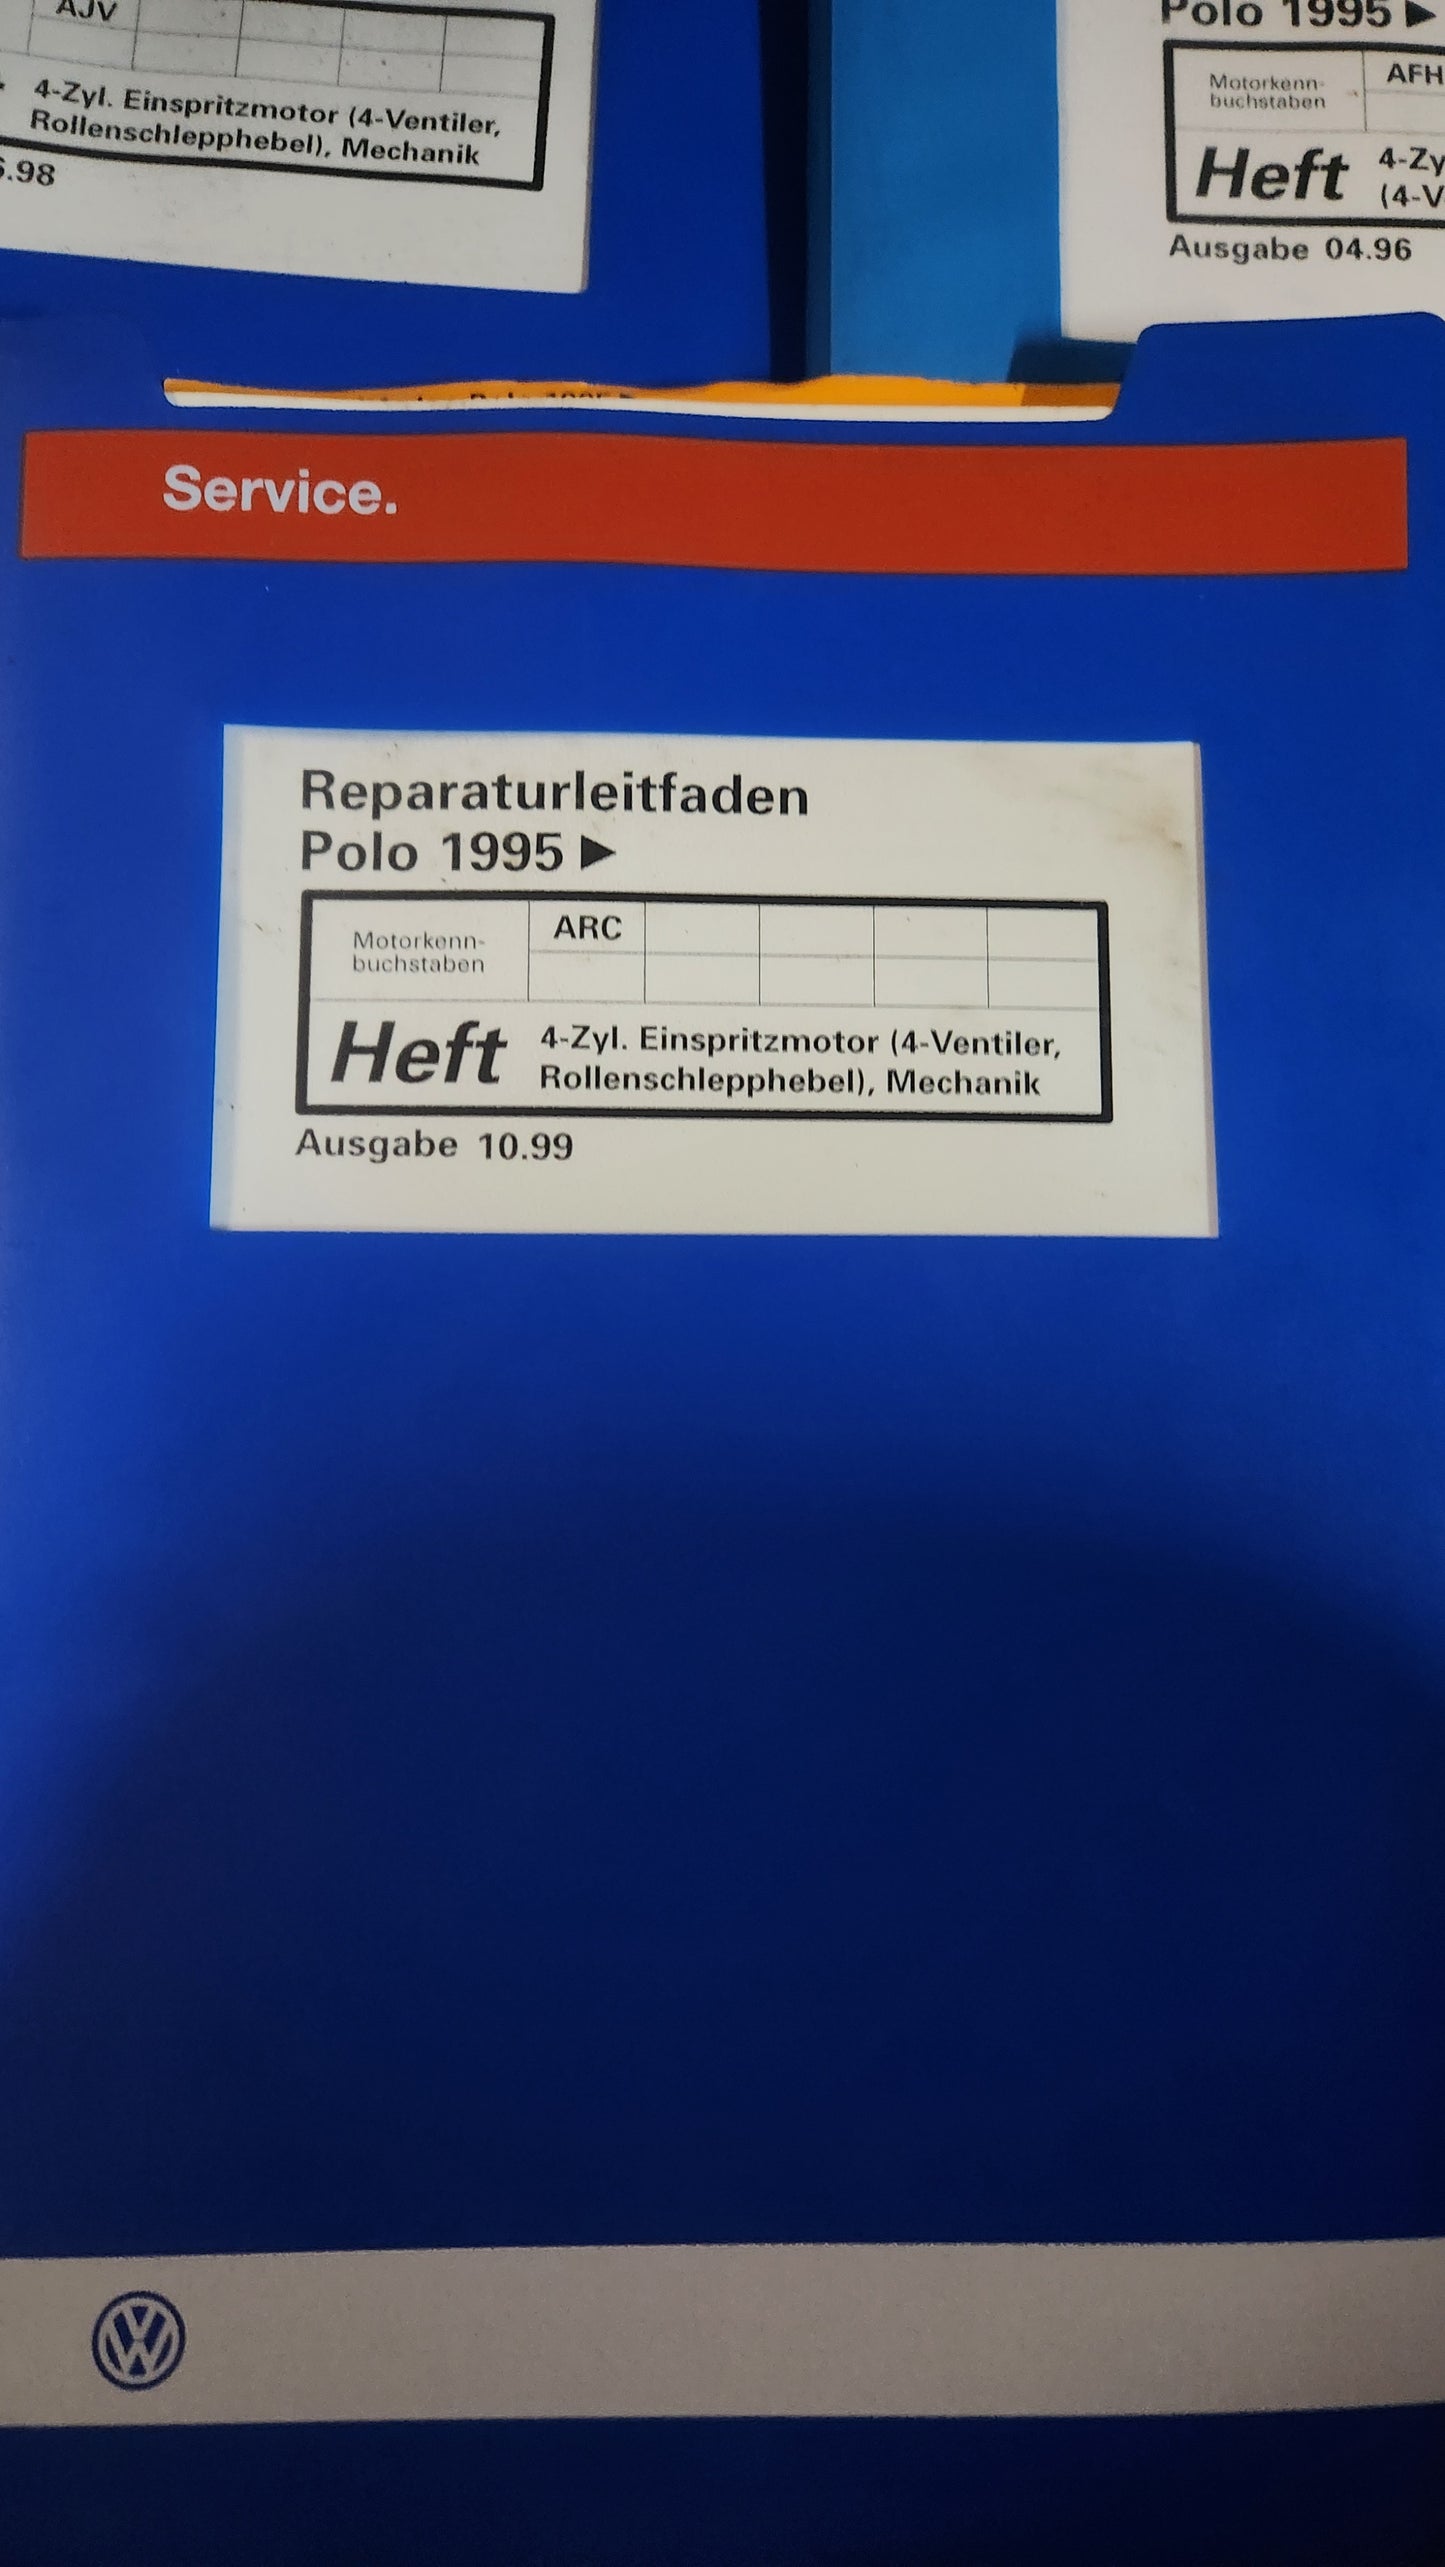 AJV
4-Zyl. Einspritzmotor (4-Ventiler,
Rollenschlepphebel), Mechanik
.98
Polo 1995 ►
Motorkenn-
buchstaben
AFH
Heft
4-Zy
(4-V
Ausgabe 04.96
Service.
Reparaturleitfaden
Polo 1995 ►
Motorkenn-
buchstaben
ARC
Heft
4-Zyl. Einspritzmotor (4-Ventiler,
Rollenschlepphebel), Mechanik
Ausgabe 10.99
VW